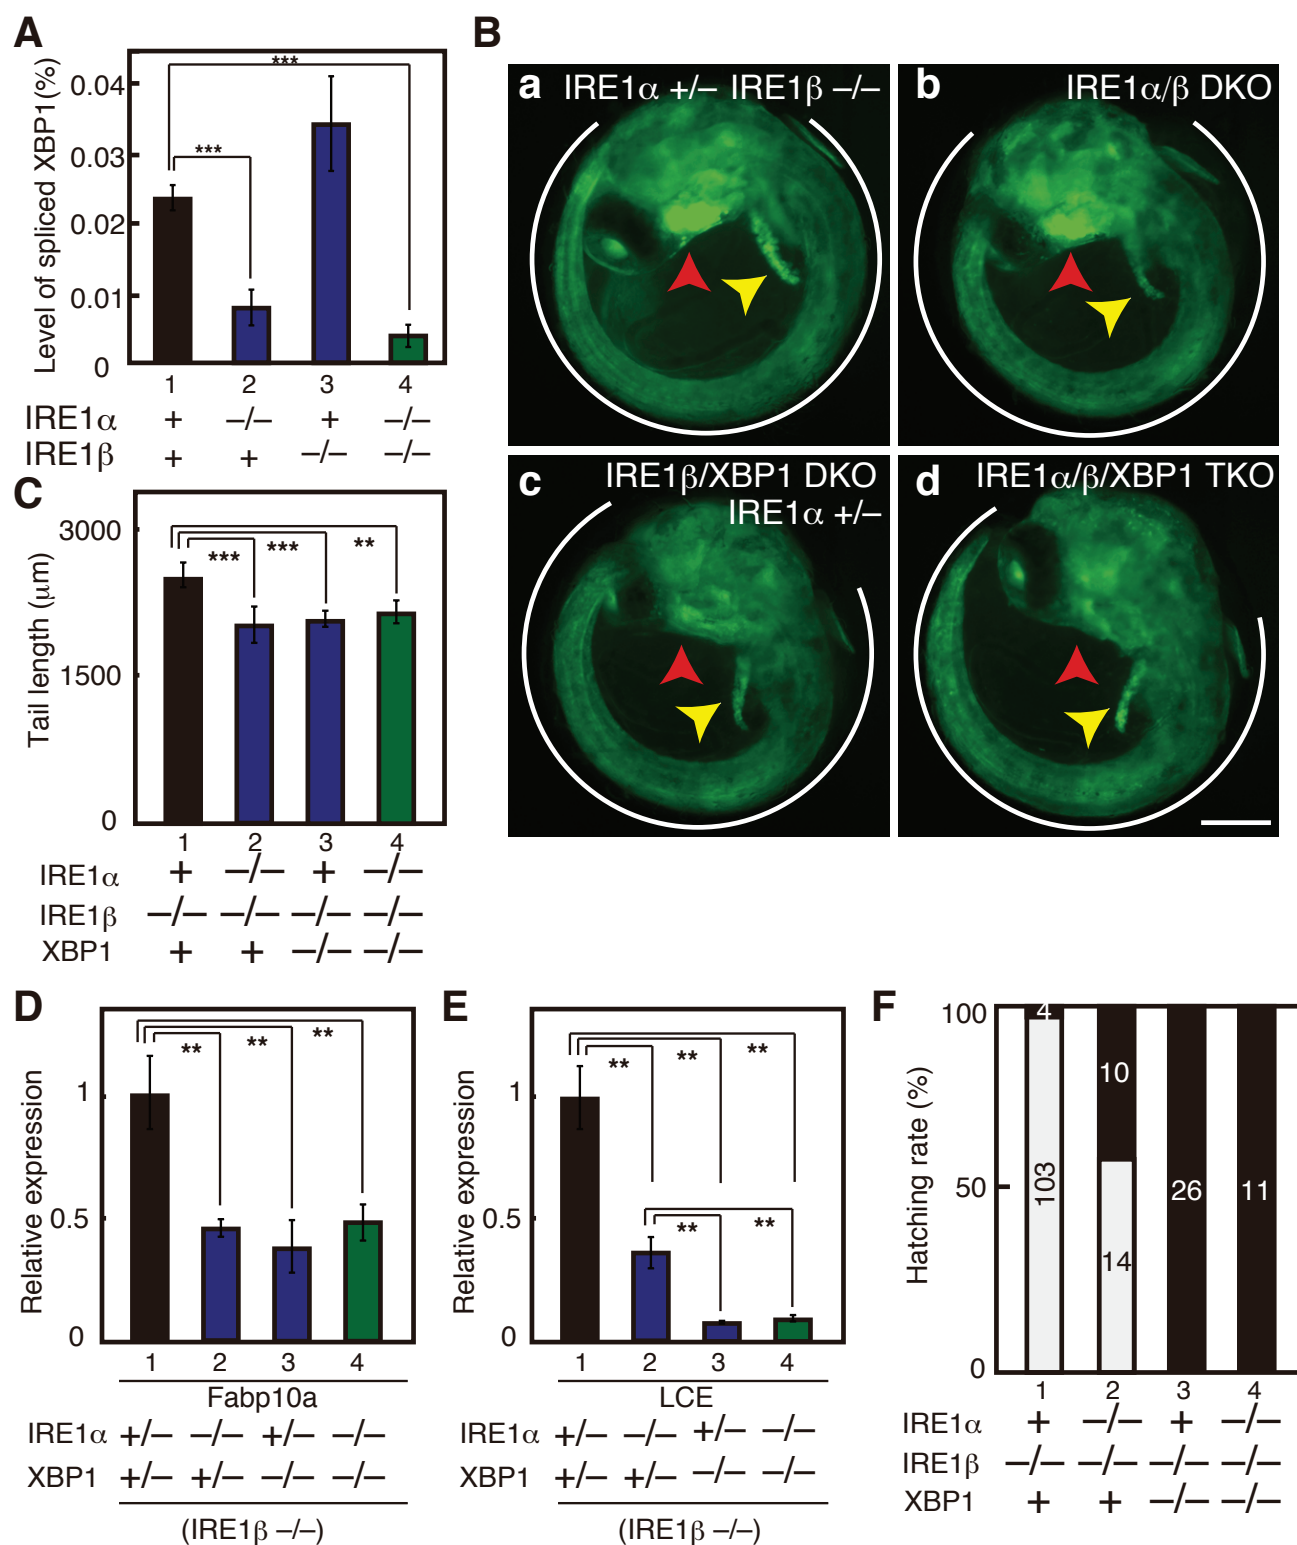 A
Level of spliced XBP1(%)
0.04
0.03
0.02
0.01
0
***
***
1 2 3 4
IRE1α + –/– + –/–
IRE1β + + –/– –/–
B
a IRE1α +/– IRE1β –/–
b IRE1α/β DKO
c IRE1β/XBP1 DKO
IRE1α +/–
d IRE1α/β/XBP1 TKO
C
Tail length (μm)
3000
1500
0
*** *** **
1 2 3 4
IRE1α + –/– + –/–
IRE1β –/– –/– –/– –/–
XBP1 + + –/– –/–
D
Relative expression
1
0.5
0
** ** **
1 2 3 4
Fabp10a
IRE1α +/– –/– +/– –/–
XBP1 +/– +/– –/– –/–
(IRE1β –/–)
E
Relative expression
1
0.5
0
** ** **
** **
1 2 3 4
LCE
IRE1α +/– –/– +/– –/–
XBP1 +/– +/– –/– –/–
(IRE1β –/–)
F
Hatching rate (%)
100
50
0
4
103
10
14
26
11
1 2 3 4
IRE1α + –/– + –/–
IRE1β –/– –/– –/– –/–
XBP1 + + –/– –/–